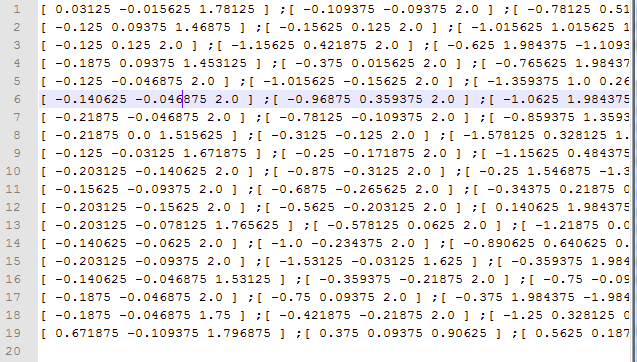 1 [ 0.03125 -0.015625 1.78125 ] ;[ -0.109375 -0.09375 2.0 ] ;[ -0.78125 0.51
2 [ -0.125 0.09375 1.46875 ] ;[ -0.15625 0.125 2.0 ] ;[ -1.015625 1.015625 1
3 [ -0.125 0.125 2.0 ] ;[ -1.15625 0.421875 2.0 ] ;[ -0.625 1.984375 -1.1093
4 [ -0.1875 0.09375 1.453125 ] ;[ -0.375 0.015625 2.0 ] ;[ -0.765625 1.98437
5 [ -0.125 -0.046875 2.0 ] ;[ -1.015625 -0.15625 2.0 ] ;[ -1.359375 1.0 0.26
6 [ -0.140625 -0.046875 2.0 ] ;[ -0.96875 0.359375 2.0 ] ;[ -1.0625 1.984375
7 [ -0.21875 -0.046875 2.0 ] ;[ -0.78125 -0.109375 2.0 ] ;[ -0.859375 1.3593
8 [ -0.21875 0.0 1.515625 ] ;[ -0.3125 -0.125 2.0 ] ;[ -1.578125 0.328125 1.
9 [ -0.125 -0.03125 1.671875 ] ;[ -0.25 -0.171875 2.0 ] ;[ -1.15625 0.484375
10 [ -0.203125 -0.140625 2.0 ] ;[ -0.875 -0.3125 2.0 ] ;[ -0.25 1.546875 -1.3
11 [ -0.15625 -0.09375 2.0 ] ;[ -0.6875 -0.265625 2.0 ] ;[ -0.34375 0.21875 0
12 [ -0.203125 -0.15625 2.0 ] ;[ -0.5625 -0.203125 2.0 ] ;[ 0.140625 1.984375
13 [ -0.203125 -0.078125 1.765625 ] ;[ -0.578125 0.0625 2.0 ] ;[ -1.21875 0.0
14 [ -0.140625 -0.0625 2.0 ] ;[ -1.0 -0.234375 2.0 ] ;[ -0.890625 0.640625 0.
15 [ -0.203125 -0.09375 2.0 ] ;[ -1.53125 -0.03125 1.625 ] ;[ -0.359375 1.984
16 [ -0.140625 -0.046875 1.53125 ] ;[ -0.359375 -0.21875 2.0 ] ;[ -0.75 -0.09
17 [ -0.1875 -0.046875 2.0 ] ;[ -0.75 0.09375 2.0 ] ;[ -0.375 1.984375 -1.984
18 [ -0.1875 -0.046875 1.75 ] ;[ -0.421875 -0.21875 2.0 ] ;[ -1.25 0.328125 0
19 [ 0.671875 -0.109375 1.796875 ] ;[ 0.375 0.09375 0.90625 ] ;[ 0.5625 0.187
20